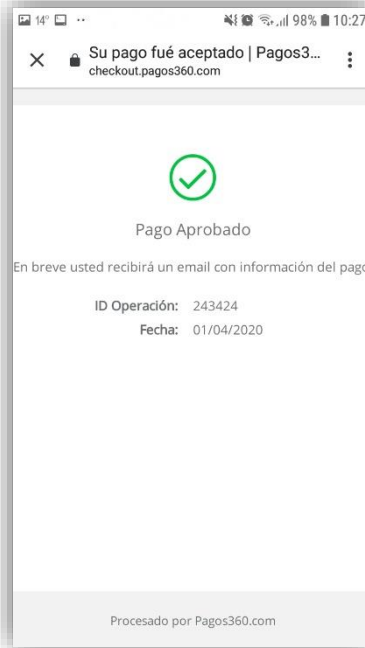 14° 98% 10:27
Su pago fué aceptado | Pagos3...
checkout.pagos360.com
Pago Aprobado
En breve usted recibirá un email con información del pago
ID Operación: 243424
Fecha: 01/04/2020
Procesado por Pagos360.com